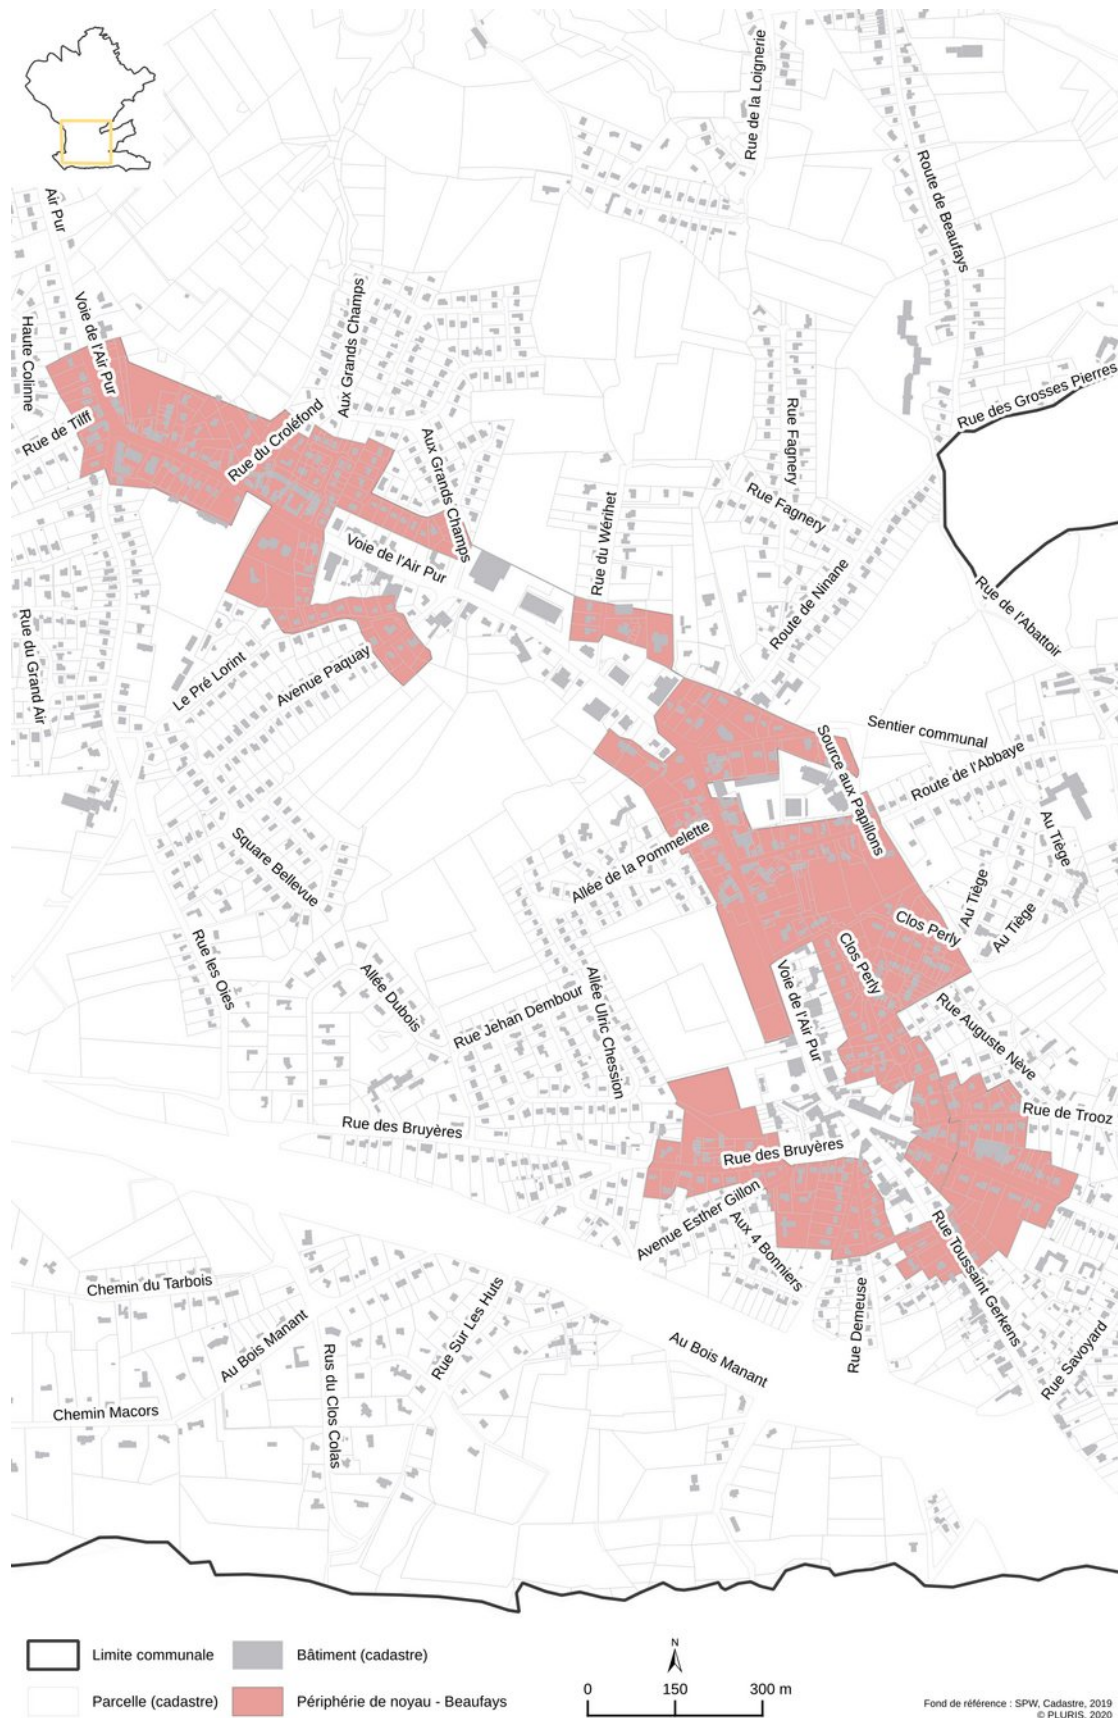 Rue de la Loignerie
Route de Beaufays
Air Pur
Voie de l'Air Pur
Haute Colinne
Aux Grands Champs
Rue des Grosses Pierres
Rue de Tilff
Rue du Croléfond
Rue Fagnery
Aux Grands Champs
Rue Fagnery
Rue du Wérihet
Voie de l'Air Pur
Route de Ninane
Rue de l'Abattoir
Rue du Grand Air
Le Pré Lorint
Avenue Paquay
Sentier communal
Source aux Papillons
Route de l'Abbaye
Square Bellevue
Allée de la Pommelette
Au Tiège
Au Tiège
Au Tiège
Clos Perly
Clos Perly
Rue les Oies
Allée Dubois
Voie de l'Air Pur
Rue Jehan Dembour
Allée Ulric Chession
Rue Auguste Nève
Rue de Trooz
Rue des Bruyères
Rue des Bruyères
Avenue Esther Gillon
Aux 4 Bonniers
Rue Toussaint Gerkens
Chemin du Tarbois
Au Bois Manant
Rue Sur Les Huts
Rue Demeuse
Au Bois Manant
Rue Savoyard
Rus du Clos Colas
Chemin Macors
Limite communale
Bâtiment (cadastre)
Parcelle (cadastre)
Périphérie de noyau - Beaufays
N
0 150 300 m
Fond de référence : SPW, Cadastre, 2019
© PLURIS, 2020